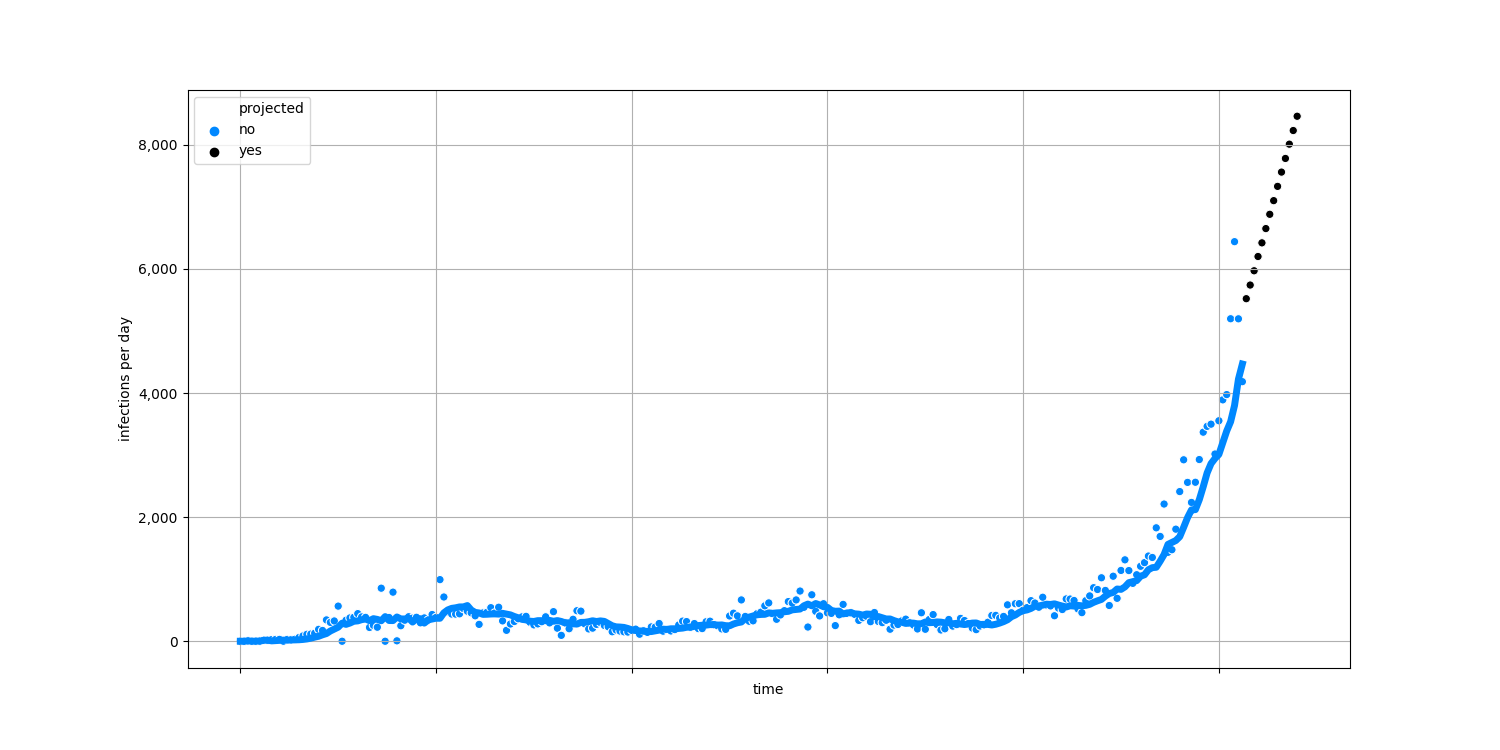 projected
no
yes
8,000
6,000
4,000
2,000
0
infections per day
time